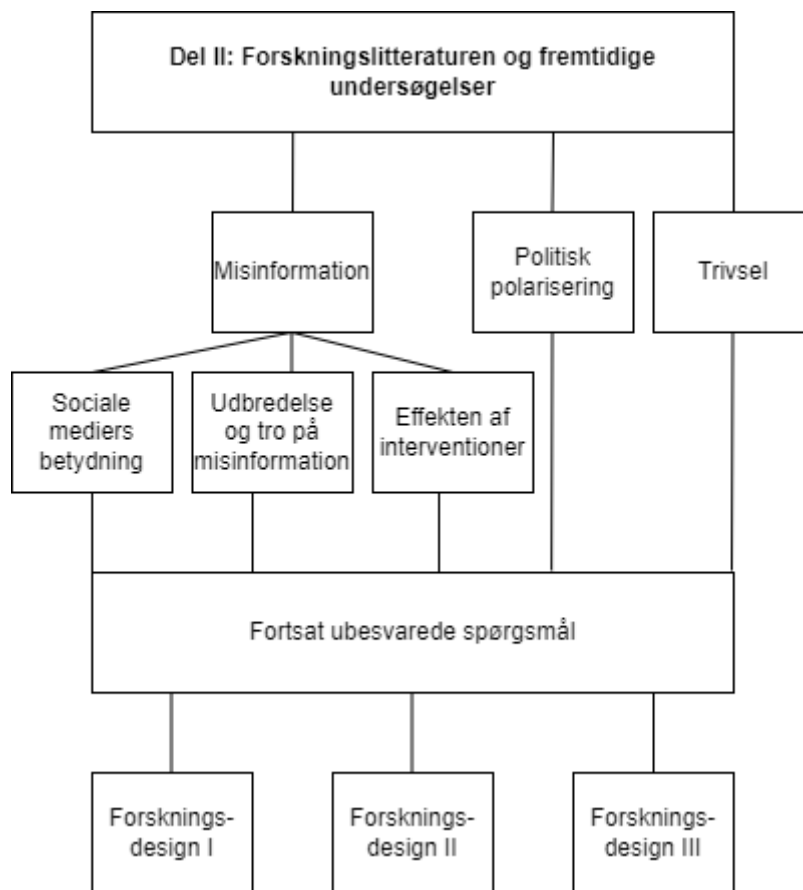 Del II: Forskningslitteraturen og fremtidige
undersøgelser
Misinformation
Politisk
polarisering
Trivsel
Sociale
mediers
betydning
Udbredelse
og tro på
misinformation
Effekten af
interventioner
Fortsat ubesvarede spørgsmål
Forsknings-
design I
Forsknings-
design II
Forsknings-
design III